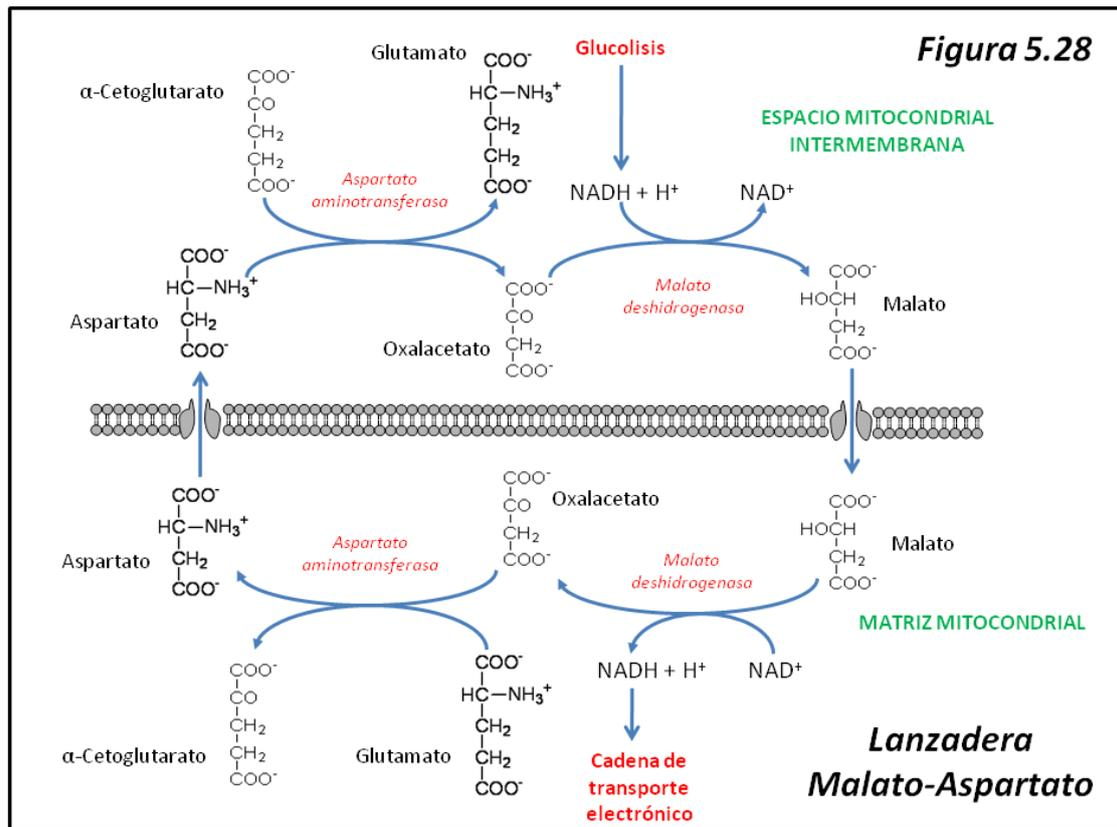 Figura 5.28
α-Cetoglutarato
COO⁻
CO
CH₂
CH₂
COO⁻
Glutamato
COO⁻
HC—NH₃⁺
CH₂
CH₂
COO⁻
Glucolisis
ESPACIO MITOCONDRIAL
INTERMEMBRANA
Aspartato
aminotransferasa
NADH + H⁺
NAD⁺
Aspartato
COO⁻
HC—NH₃⁺
CH₂
COO⁻
Oxalacetato
COO⁻
CO
CH₂
COO⁻
Malato
deshidrogenasa
COO⁻
HOCH
CH₂
COO⁻
Malato
Aspartato
COO⁻
HC—NH₃⁺
CH₂
COO⁻
Aspartato
aminotransferasa
COO⁻
CO
CH₂
COO⁻
Oxalacetato
Malato
deshidrogenasa
COO⁻
HOCH
CH₂
COO⁻
Malato
MATRIZ MITOCONDRIAL
α-Cetoglutarato
COO⁻
CO
CH₂
CH₂
COO⁻
Glutamato
COO⁻
HC—NH₃⁺
CH₂
CH₂
COO⁻
NADH + H⁺
NAD⁺
Cadena de
transporte
electrónico
Lanzadera
Malato-Aspartato